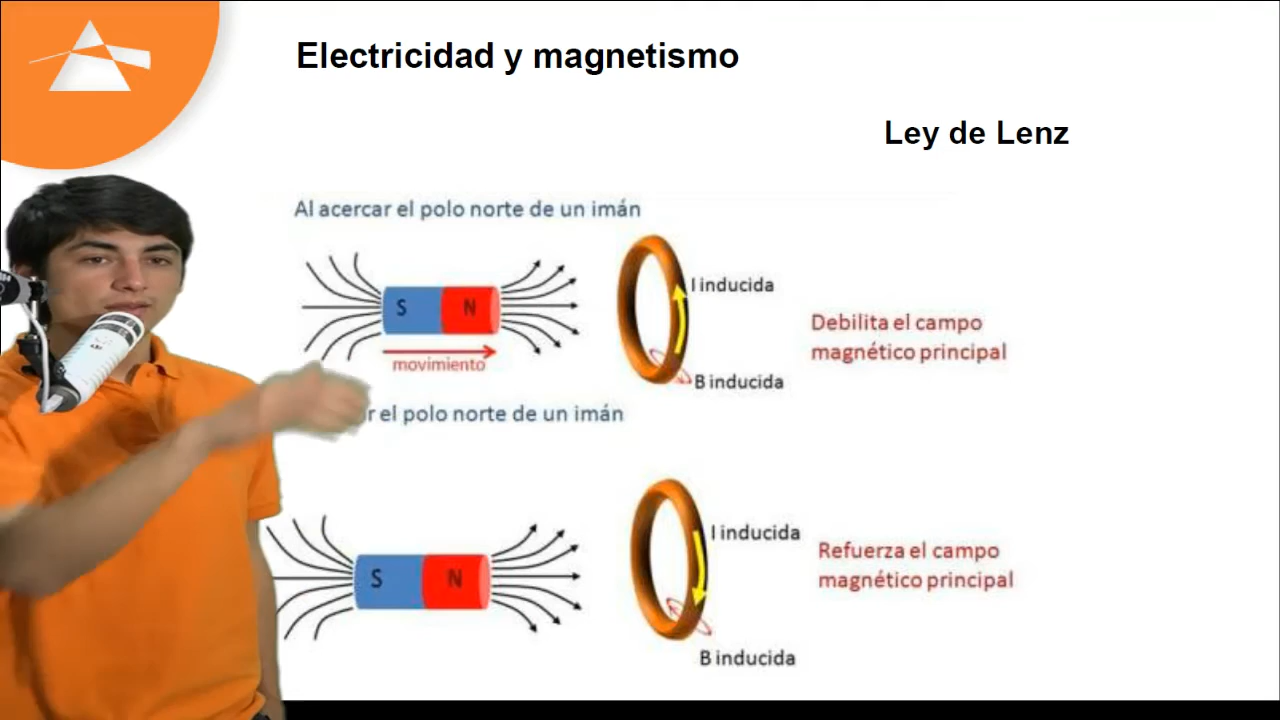 Electricidad y magnetismo
Ley de Lenz
Al acercar el polo norte de un imán
S N
I inducida
movimiento
Debilita el campo
magnético principal
B inducida
el polo norte de un imán
S N
I inducida
Refuerza el campo
magnético principal
B inducida